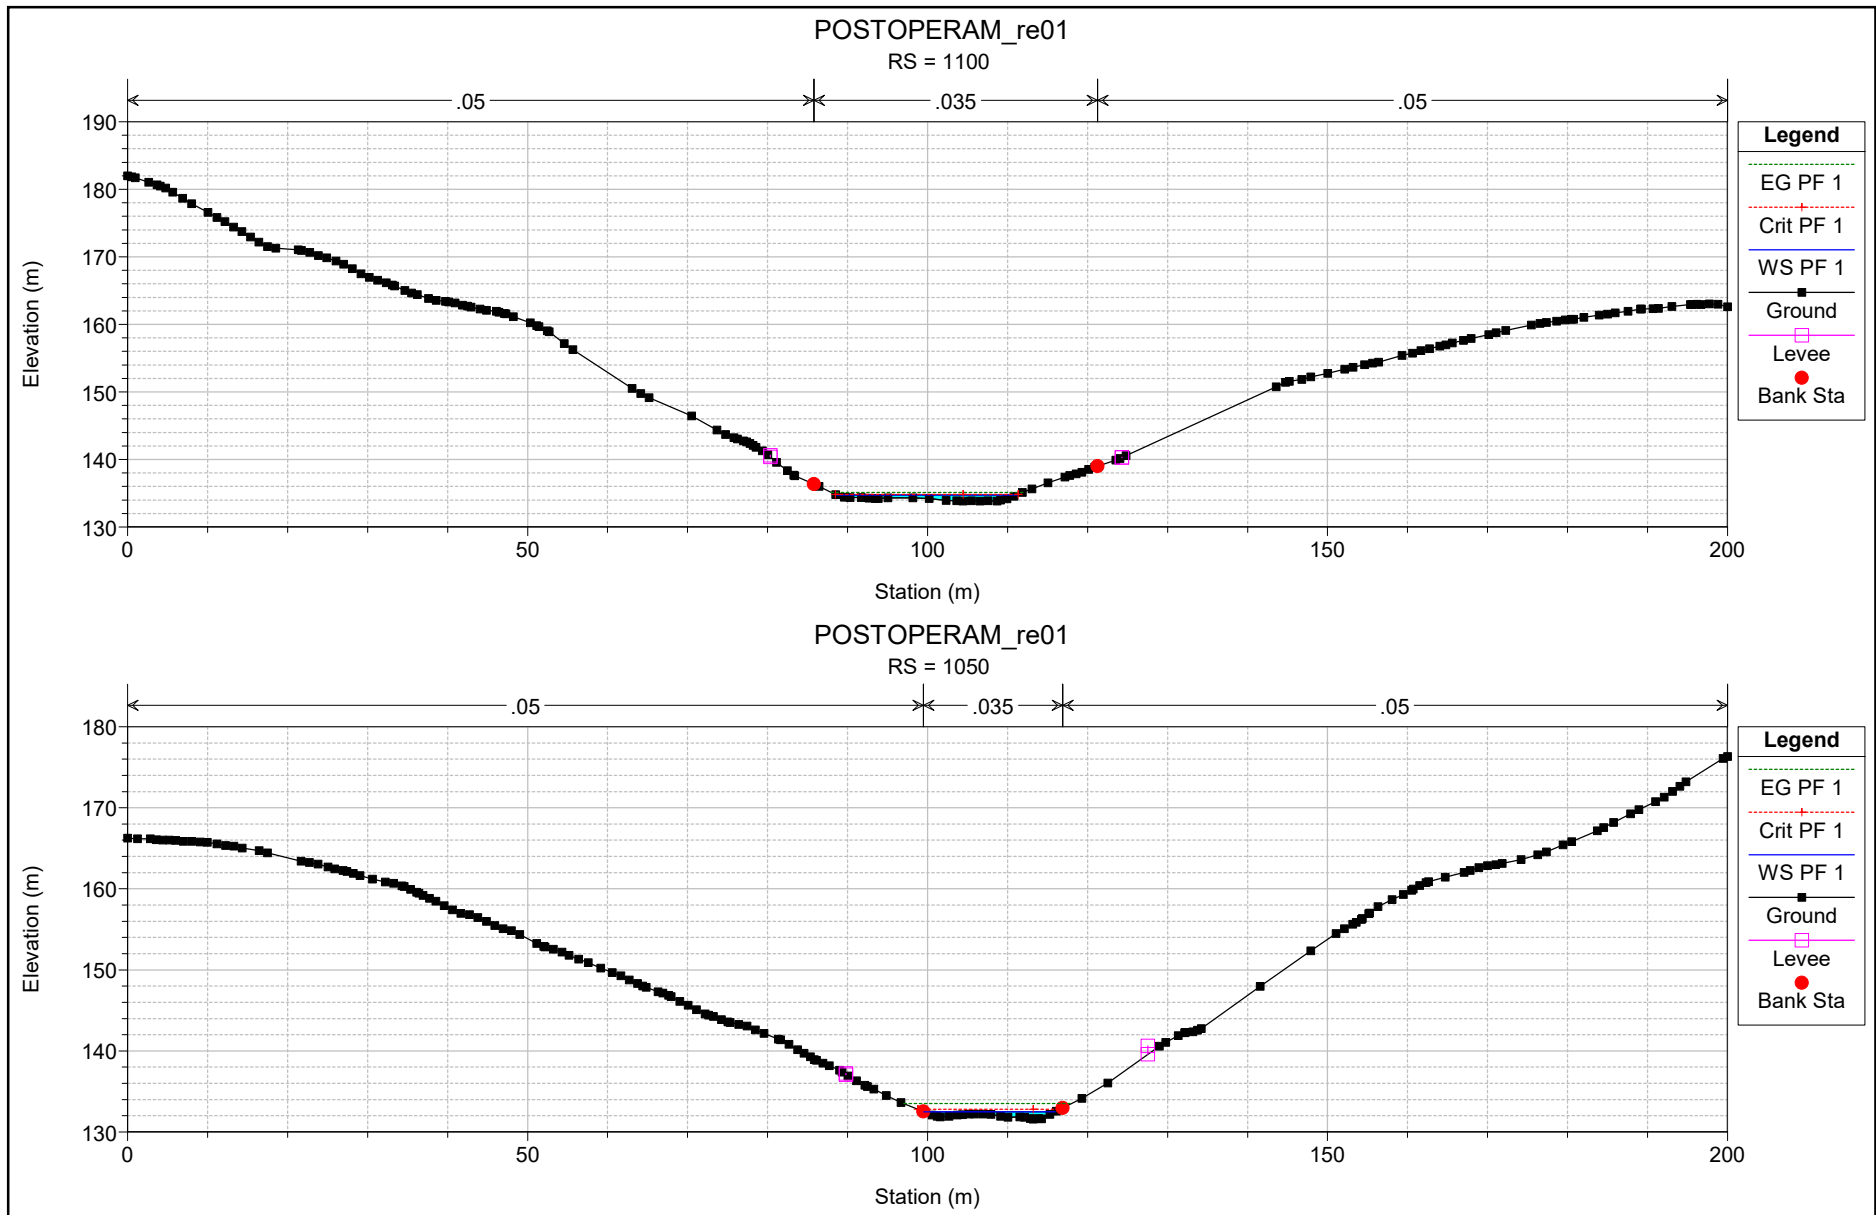 POSTOPERAM_re01
RS = 1100
.05 .035 .05
190
180
170
160
150
140
130
Elevation (m)
0 50 100 150 200
Station (m)
Legend
EG PF 1
Crit PF 1
WS PF 1
Ground
Levee
Bank Sta
POSTOPERAM_re01
RS = 1050
.05 .035 .05
180
170
160
150
140
130
Elevation (m)
0 50 100 150 200
Station (m)
Legend
EG PF 1
Crit PF 1
WS PF 1
Ground
Levee
Bank Sta